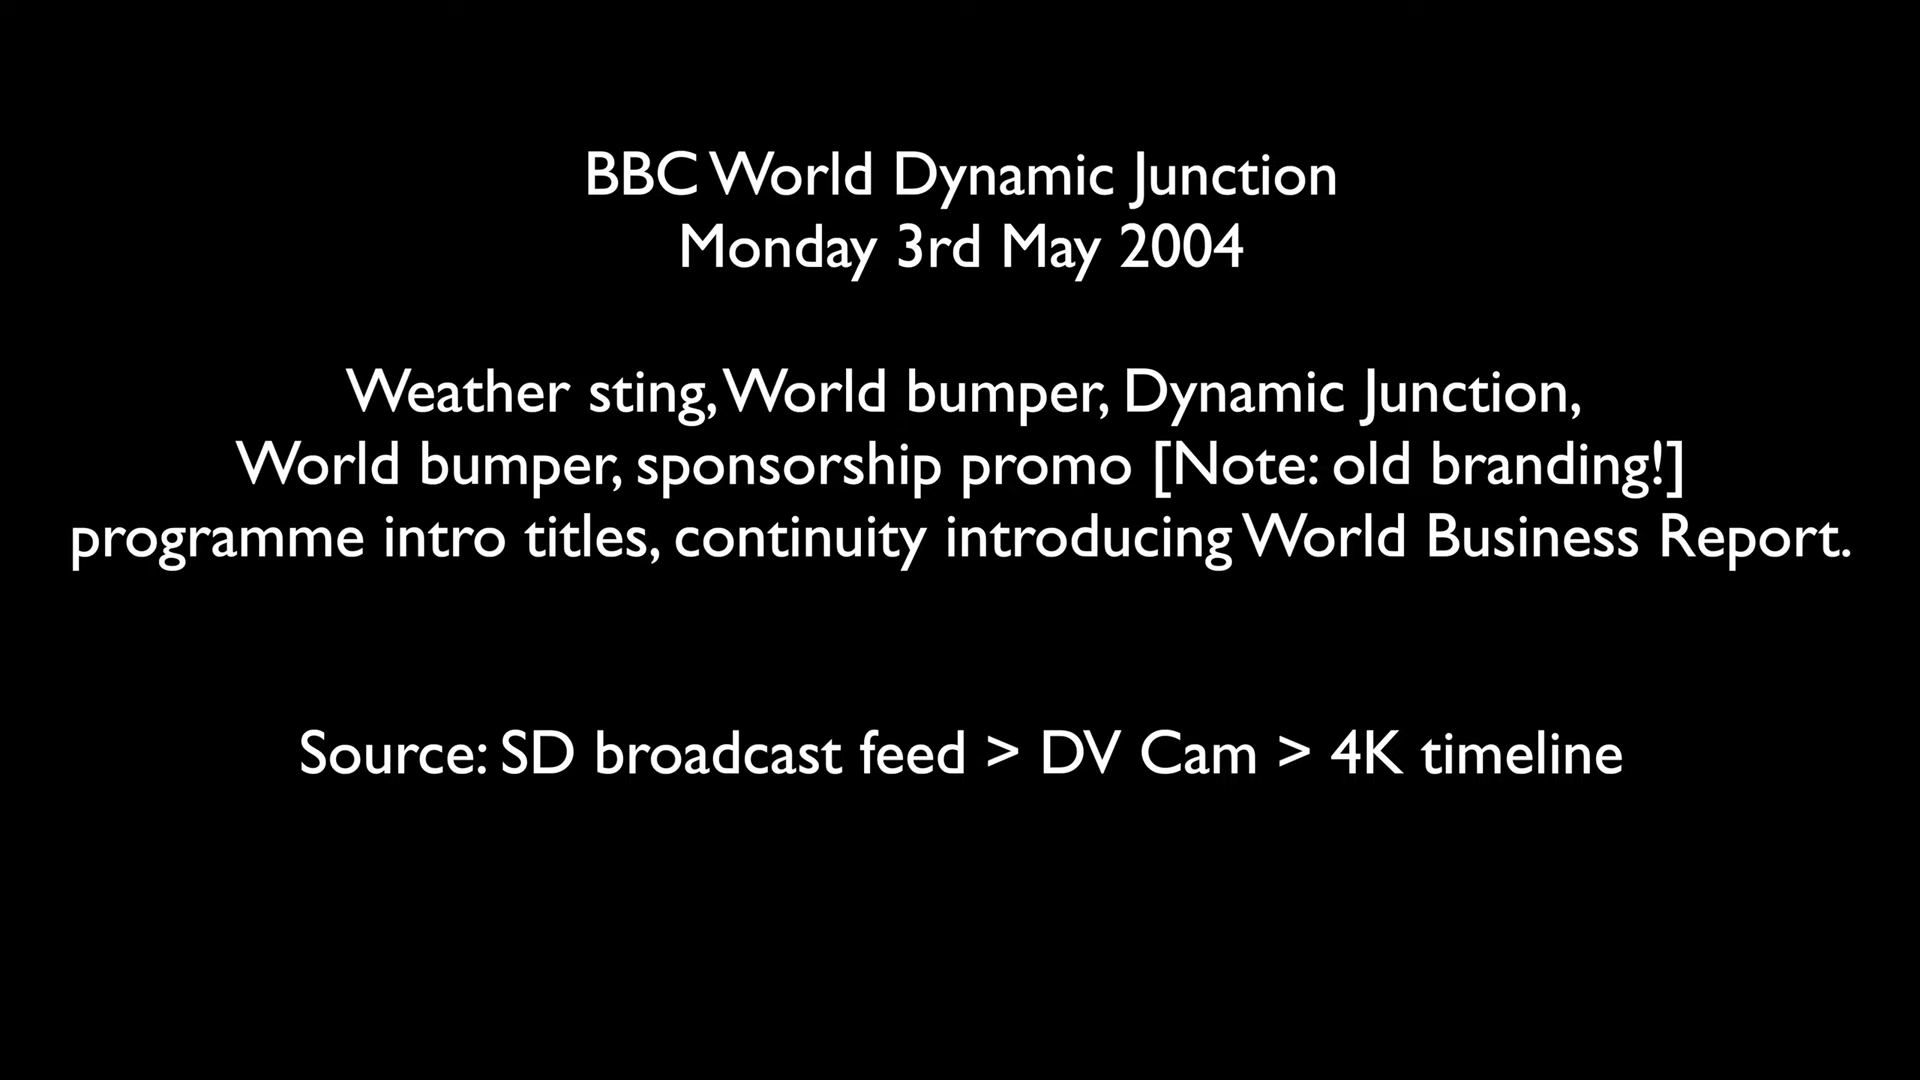 BBC World Dynamic Junction
Monday 3rd May 2004
Weather sting, World bumper, Dynamic Junction,
World bumper, sponsorship promo [Note: old branding!]
programme intro titles, continuity introducing World Business Report.
Source: SD broadcast feed > DV Cam > 4K timeline